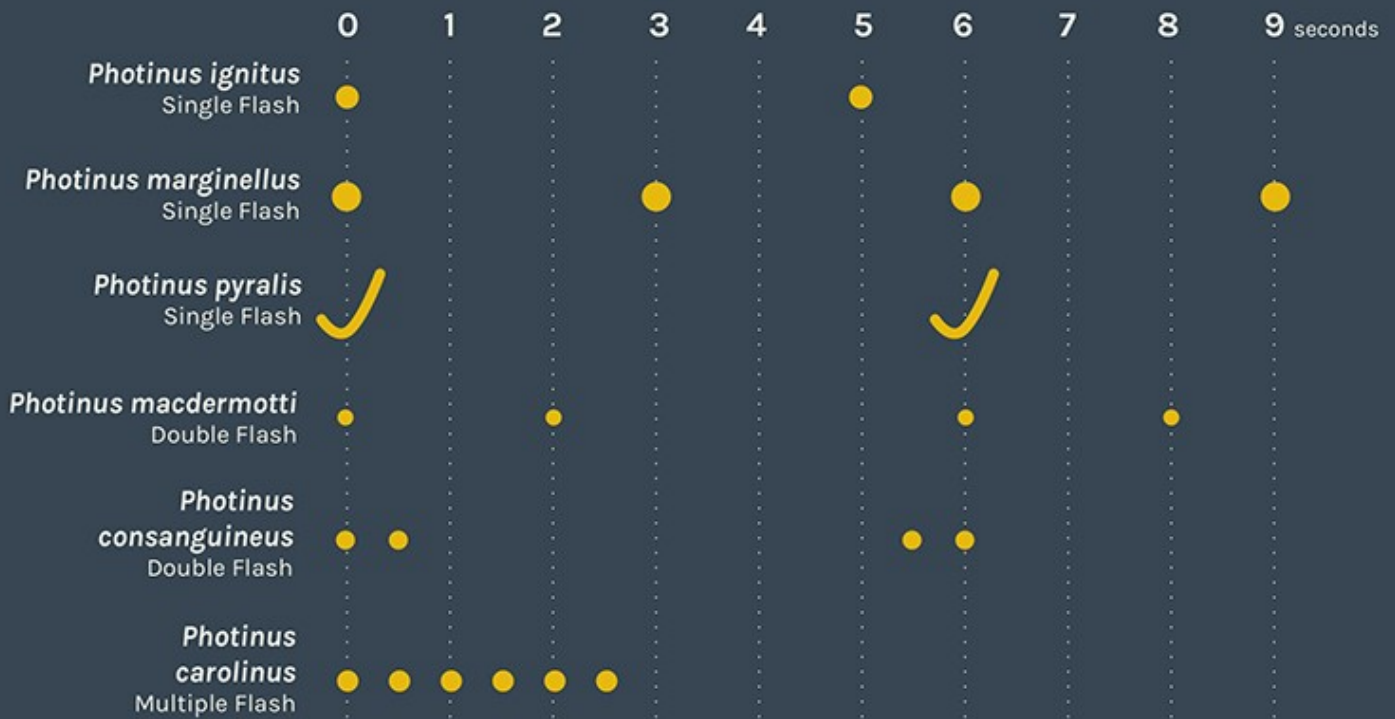 0 1 2 3 4 5 6 7 8 9 seconds
Photinus ignitus
Single Flash
Photinus marginellus
Single Flash
Photinus pyralis
Single Flash
Photinus macdermotti
Double Flash
Photinus
consanguineus
Double Flash
Photinus
carolinus
Multiple Flash